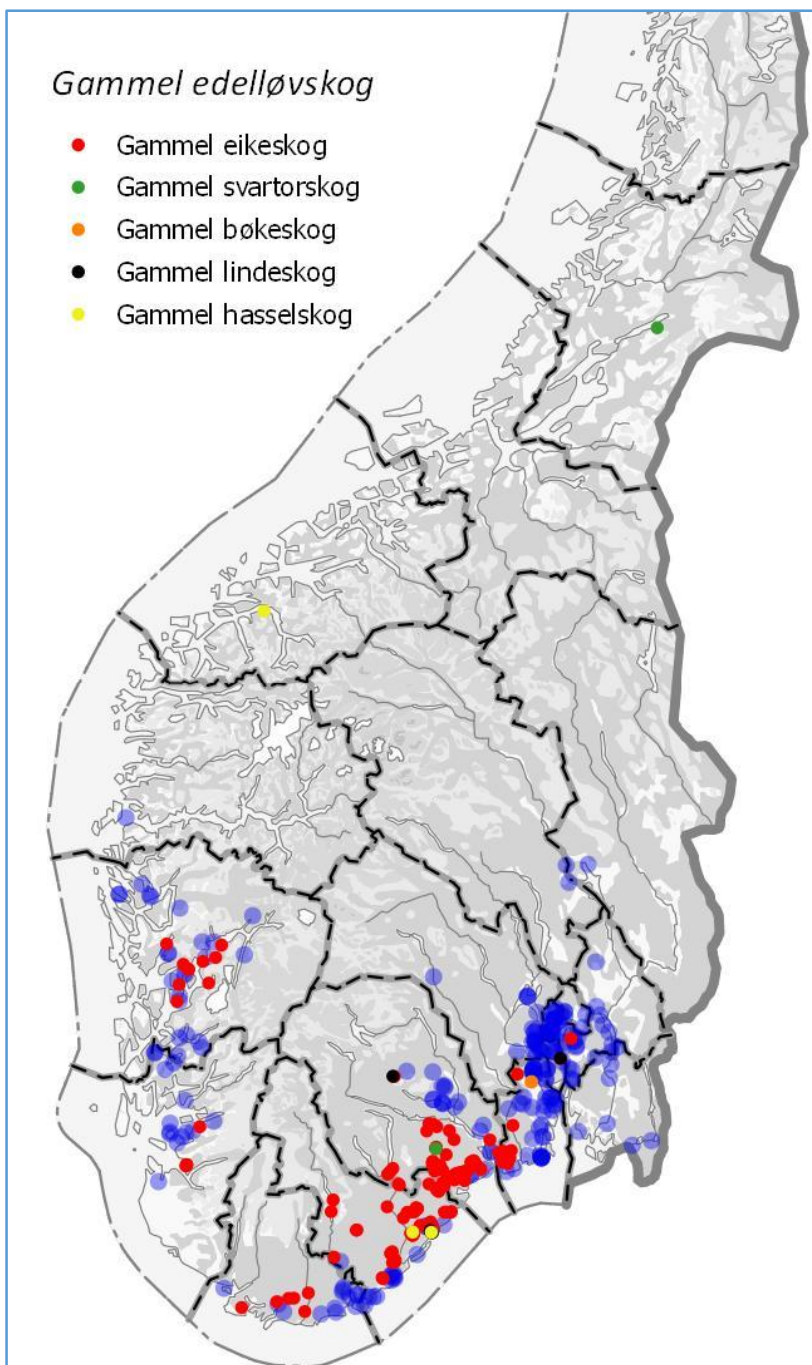 Gammel edelløvskog
Gammel eikeskog
Gammel svartorskog
Gammel bøkeskog
Gammel lindeskog
Gammel hasselskog